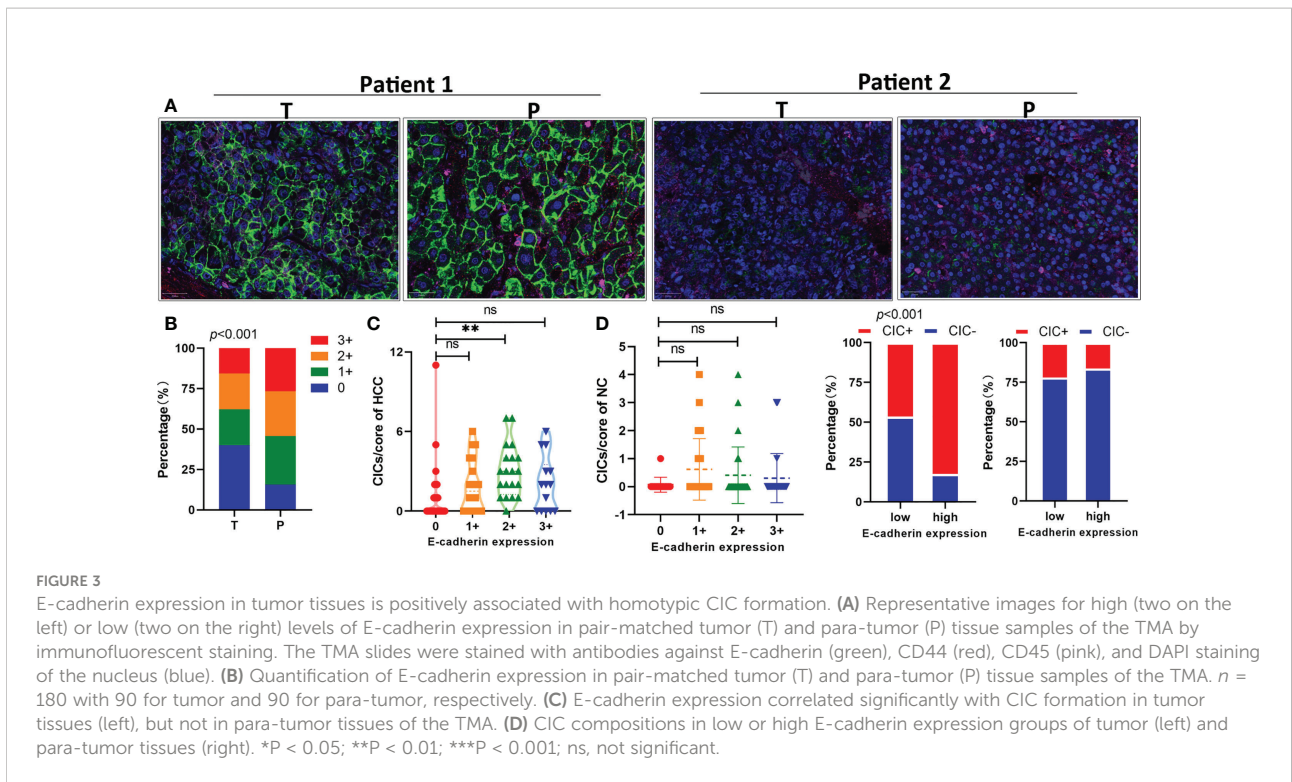 Patient 1
Patient 2
A
T
P
T
P
B
p<0.001
3+
2+
1+
0
Percentage (%)
100
75
50
25
0
T
P
C
ns
**
ns
CICs/core of HCC
12
6
0
0
1+
2+
3+
E-cadherin expression
D
ns
ns
ns
CICs/core of NC
5
4
3
2
1
0
-1
0
1+
2+
3+
E-cadherin expression
p<0.001
CIC+
CIC-
Percentage (%)
100
75
50
25
0
low
high
E-cadherin expression
CIC+
CIC-
Percentage (%)
100
75
50
25
0
low
high
E-cadherin expression
FIGURE 3
E-cadherin expression in tumor tissues is positively associated with homotypic CIC formation. (A) Representative images for high (two on the
left) or low (two on the right) levels of E-cadherin expression in pair-matched tumor (T) and para-tumor (P) tissue samples of the TMA by
immunofluorescent staining. The TMA slides were stained with antibodies against E-cadherin (green), CD44 (red), CD45 (pink), and DAPI staining
of the nucleus (blue). (B) Quantification of E-cadherin expression in pair-matched tumor (T) and para-tumor (P) tissue samples of the TMA. n =
180 with 90 for tumor and 90 for para-tumor, respectively. (C) E-cadherin expression correlated significantly with CIC formation in tumor
tissues (left), but not in para-tumor tissues of the TMA. (D) CIC compositions in low or high E-cadherin expression groups of tumor (left) and
para-tumor tissues (right). *P < 0.05; **P < 0.01; ***P < 0.001; ns, not significant.